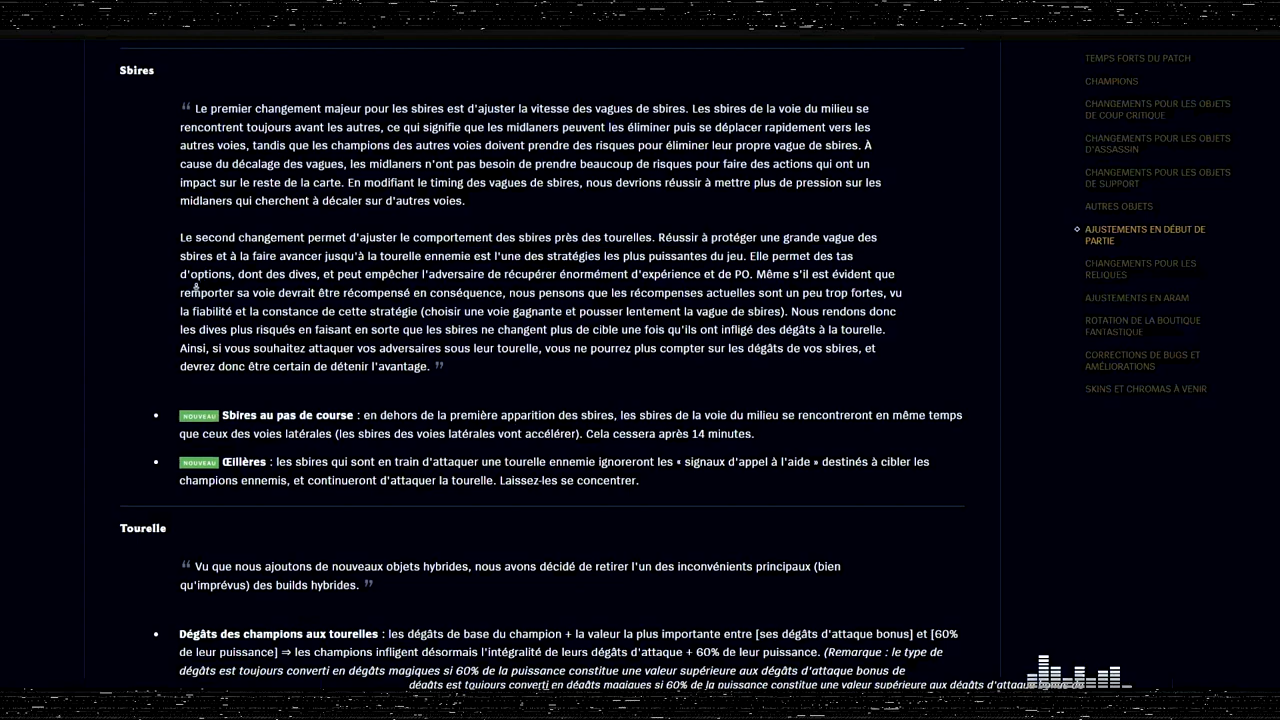 Sbires
“ Le premier changement majeur pour les sbires est d'ajuster la vitesse des vagues de sbires. Les sbires de la voie du milieu se
rencontrent toujours avant les autres, ce qui signifie que les midlaners peuvent les éliminer puis se déplacer rapidement vers les
autres voies, tandis que les champions des autres voies doivent prendre des risques pour éliminer leur propre vague de sbires. À
cause du décalage des vagues, les midlaners n'ont pas besoin de prendre beaucoup de risques pour faire des actions qui ont un
impact sur le reste de la carte. En modifiant le timing des vagues de sbires, nous devrions réussir à mettre plus de pression sur les
midlaners qui cherchent à décaler sur d'autres voies.
Le second changement permet d'ajuster le comportement des sbires près des tourelles. Réussir à protéger une grande vague des
sbires et à la faire avancer jusqu'à la tourelle ennemie est l'une des stratégies les plus puissantes du jeu. Elle permet des tas
d'options, dont des dives, et peut empêcher l'adversaire de récupérer énormément d'expérience et de PO. Même s'il est évident que
remporter sa voie devrait être récompensé en conséquence, nous pensons que les récompenses actuelles sont un peu trop fortes, vu
la fiabilité et la constance de cette stratégie (choisir une voie gagnante et pousser lentement la vague de sbires). Nous rendons donc
les dives plus risqués en faisant en sorte que les sbires ne changent plus de cible une fois qu'ils ont infligé des dégâts à la tourelle.
Ainsi, si vous souhaitez attaquer vos adversaires sous leur tourelle, vous ne pourrez plus compter sur les dégâts de vos sbires, et
devrez donc être certain de détenir l'avantage. ”
• NOUVEAU Sbires au pas de course : en dehors de la première apparition des sbires, les sbires de la voie du milieu se rencontreront en même temps
que ceux des voies latérales (les sbires des voies latérales vont accélérer). Cela cessera après 14 minutes.
• NOUVEAU Œillères : les sbires qui sont en train d'attaquer une tourelle ennemie ignoreront les « signaux d'appel à l'aide » destinés à cibler les
champions ennemis, et continueront d'attaquer la tourelle. Laissez-les se concentrer.
Tourelle
“ Vu que nous ajoutons de nouveaux objets hybrides, nous avons décidé de retirer l'un des inconvénients principaux (bien
qu'imprévus) des builds hybrides. ”
• Dégâts des champions aux tourelles : les dégâts de base du champion + la valeur la plus importante entre [ses dégâts d'attaque bonus] et [60%
de leur puissance] ⇒ les champions infligent désormais l'intégralité de leurs dégâts d'attaque + 60% de leur puissance. (Remarque : le type de
dégâts est toujours converti en dégâts magiques si 60% de la puissance constitue une valeur supérieure aux dégâts d'attaque bonus de
dégâts est toujours converti en dégâts magiques si 60% de la puissance constitue une valeur supérieure aux dégâts d'attaque bonus de
TEMPS FORTS DU PATCH
CHAMPIONS
CHANGEMENTS POUR LES OBJETS
DE COUP CRITIQUE
CHANGEMENTS POUR LES OBJETS
D'ASSASSIN
CHANGEMENTS POUR LES OBJETS
DE SUPPORT
AUTRES OBJETS
AJUSTEMENTS EN DÉBUT DE
PARTIE
CHANGEMENTS POUR LES
RELIQUES
AJUSTEMENTS EN ARAM
ROTATION DE LA BOUTIQUE
FANTASTIQUE
CORRECTIONS DE BUGS ET
AMÉLIORATIONS
SKINS ET CHROMAS À VENIR